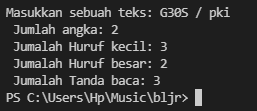 Masukkan sebuah teks: G30S / pki
Jumalah angka: 2
Jumalah Huruf kecil: 3
Jumalah Huruf besar: 2
Jumalah Tanda baca: 3
PS C:\Users\Hp\Music\bljr>